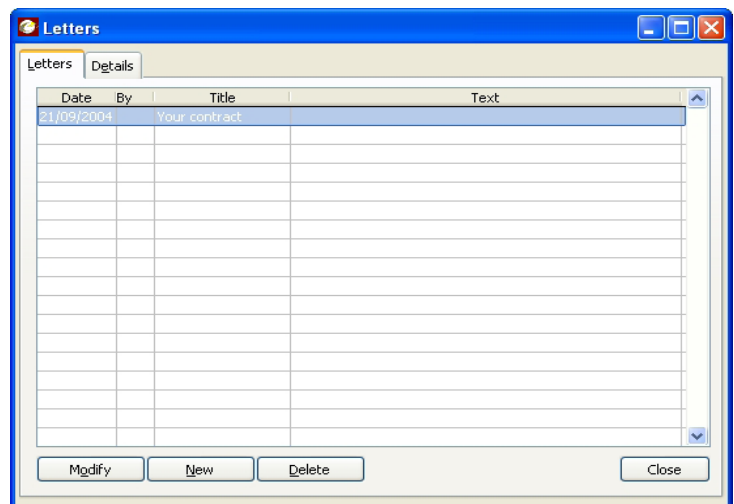 Letters
Letters Details
Date By Title Text
21/09/2004 Your contract
Modify New Delete Close